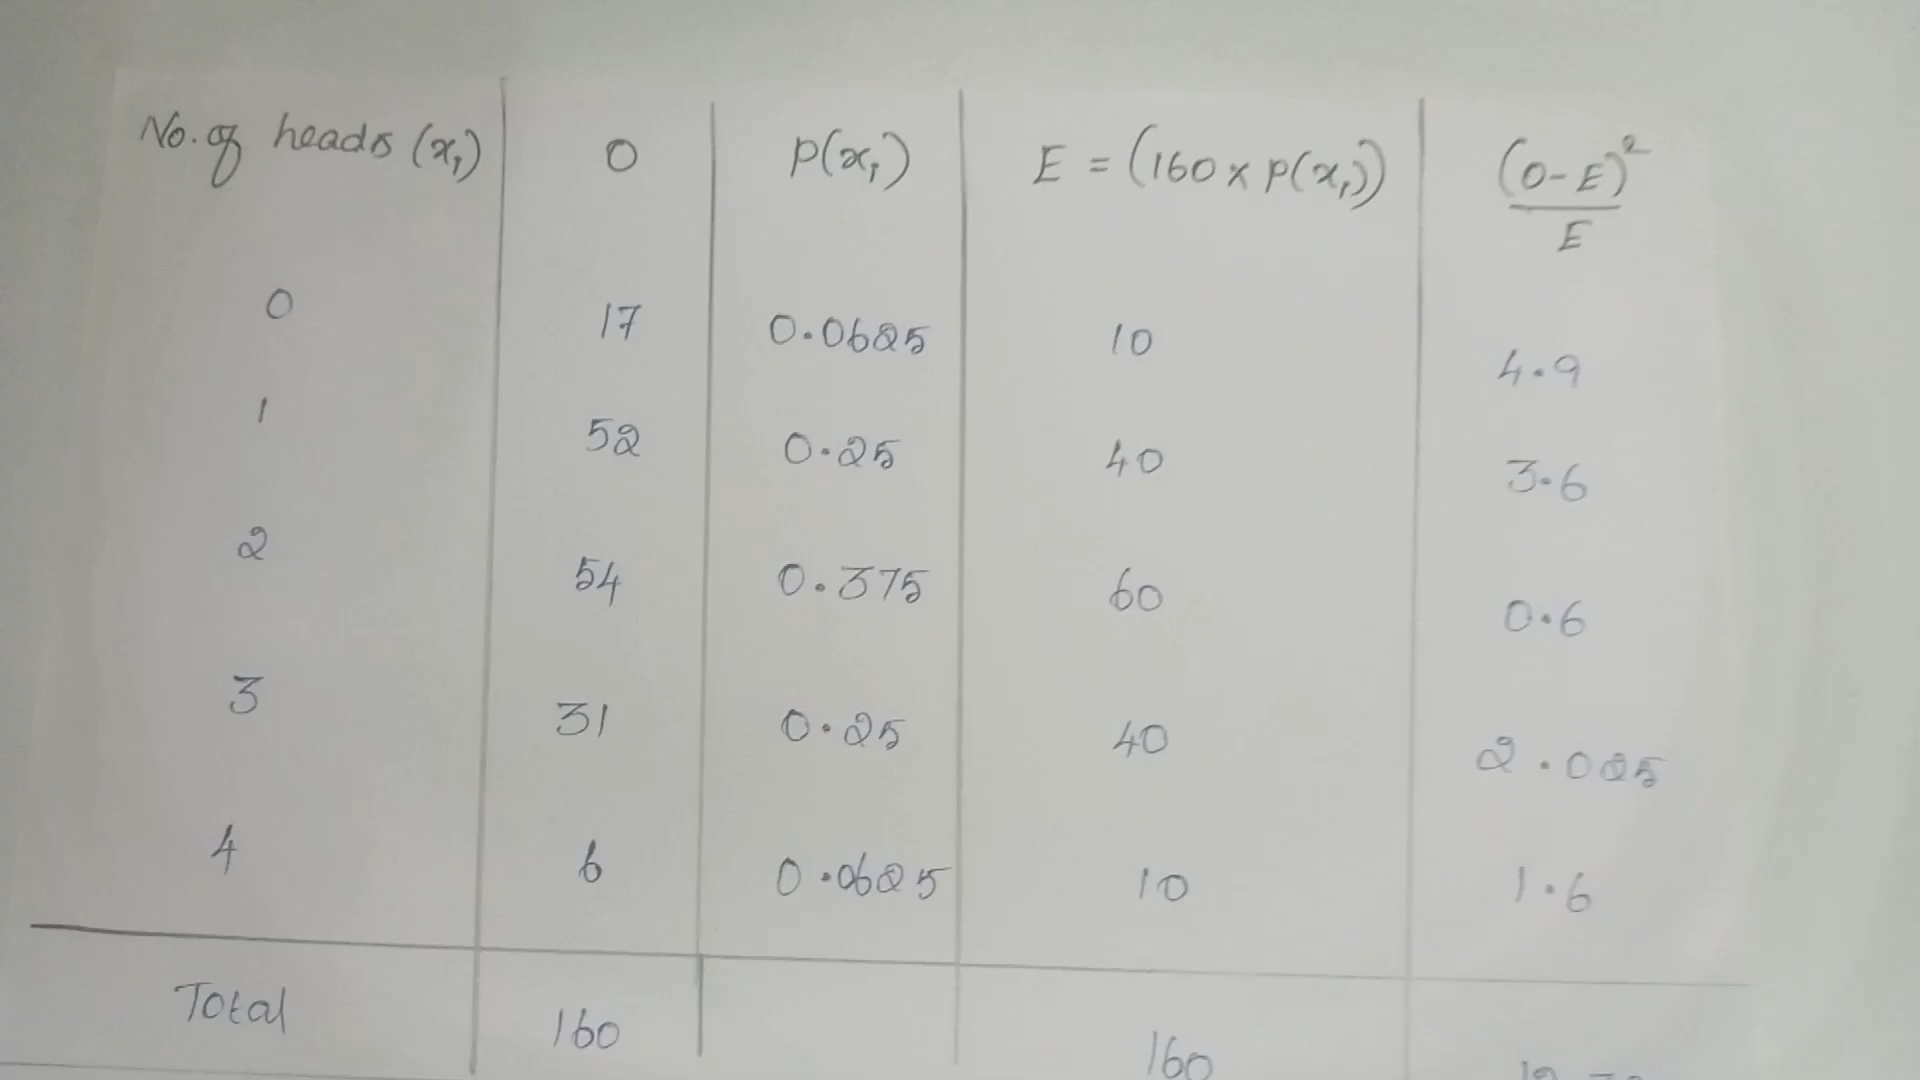 No. of heads (x₁) O P(x₁) E = (160 x P(x₁)) (O-E)²/E
0 17 0.0625 10 4.9
1 52 0.25 40 3.6
2 54 0.375 60 0.6
3 31 0.25 40 2.025
4 6 0.0625 10 1.6
Total 160 160